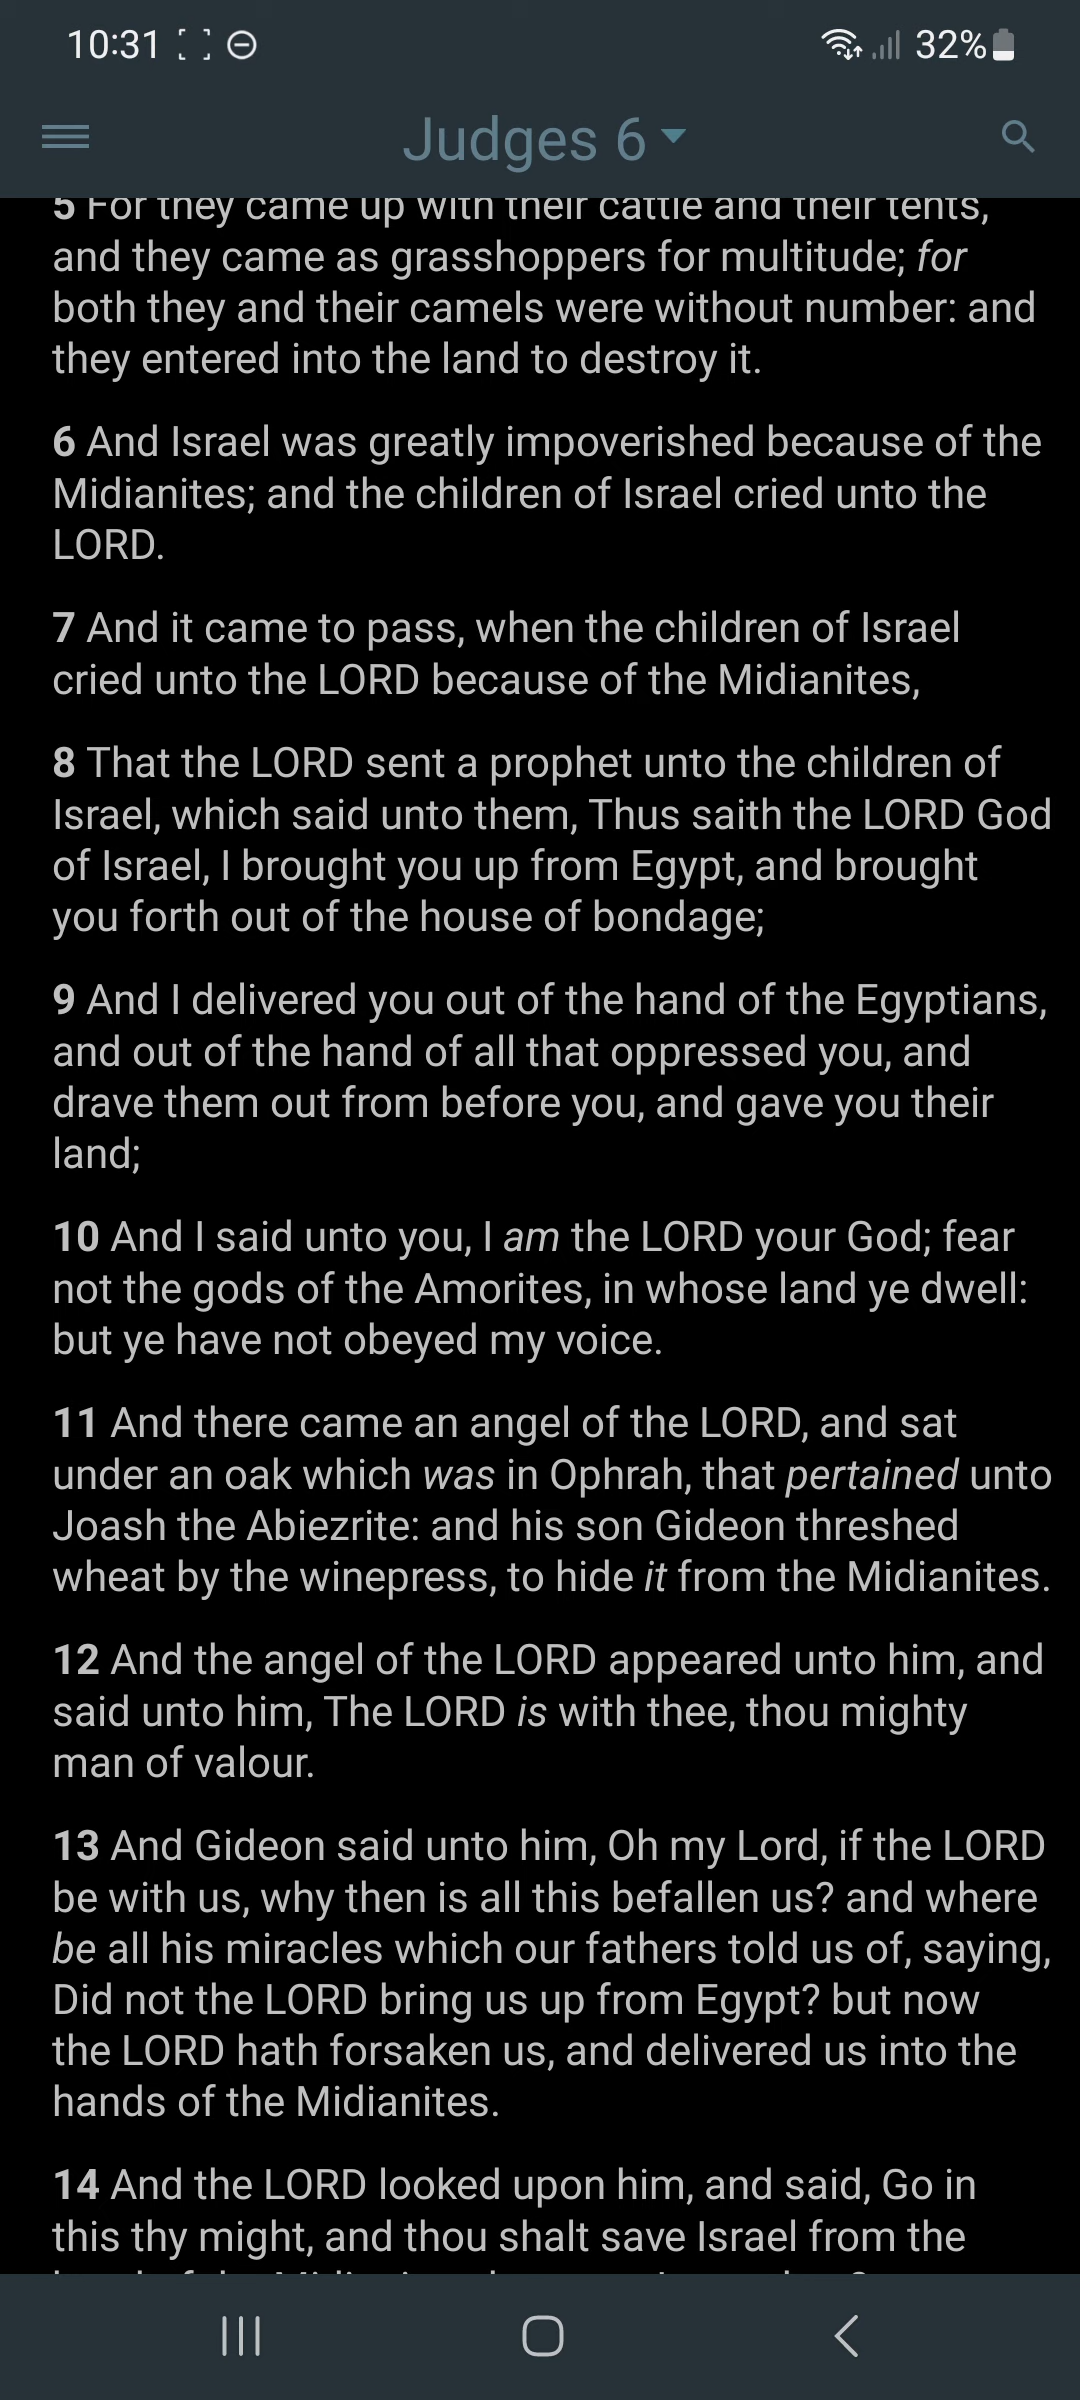 10:31
32%
Judges 6
5 For they came up with their cattle and their tents,
and they came as grasshoppers for multitude; for
both they and their camels were without number: and
they entered into the land to destroy it.
6 And Israel was greatly impoverished because of the
Midianites; and the children of Israel cried unto the
LORD.
7 And it came to pass, when the children of Israel
cried unto the LORD because of the Midianites,
8 That the LORD sent a prophet unto the children of
Israel, which said unto them, Thus saith the LORD God
of Israel, I brought you up from Egypt, and brought
you forth out of the house of bondage;
9 And I delivered you out of the hand of the Egyptians,
and out of the hand of all that oppressed you, and
drave them out from before you, and gave you their
land;
10 And I said unto you, I am the LORD your God; fear
not the gods of the Amorites, in whose land ye dwell:
but ye have not obeyed my voice.
11 And there came an angel of the LORD, and sat
under an oak which was in Ophrah, that pertained unto
Joash the Abiezrite: and his son Gideon threshed
wheat by the winepress, to hide it from the Midianites.
12 And the angel of the LORD appeared unto him, and
said unto him, The LORD is with thee, thou mighty
man of valour.
13 And Gideon said unto him, Oh my Lord, if the LORD
be with us, why then is all this befallen us? and where
be all his miracles which our fathers told us of, saying,
Did not the LORD bring us up from Egypt? but now
the LORD hath forsaken us, and delivered us into the
hands of the Midianites.
14 And the LORD looked upon him, and said, Go in
this thy might, and thou shalt save Israel from the